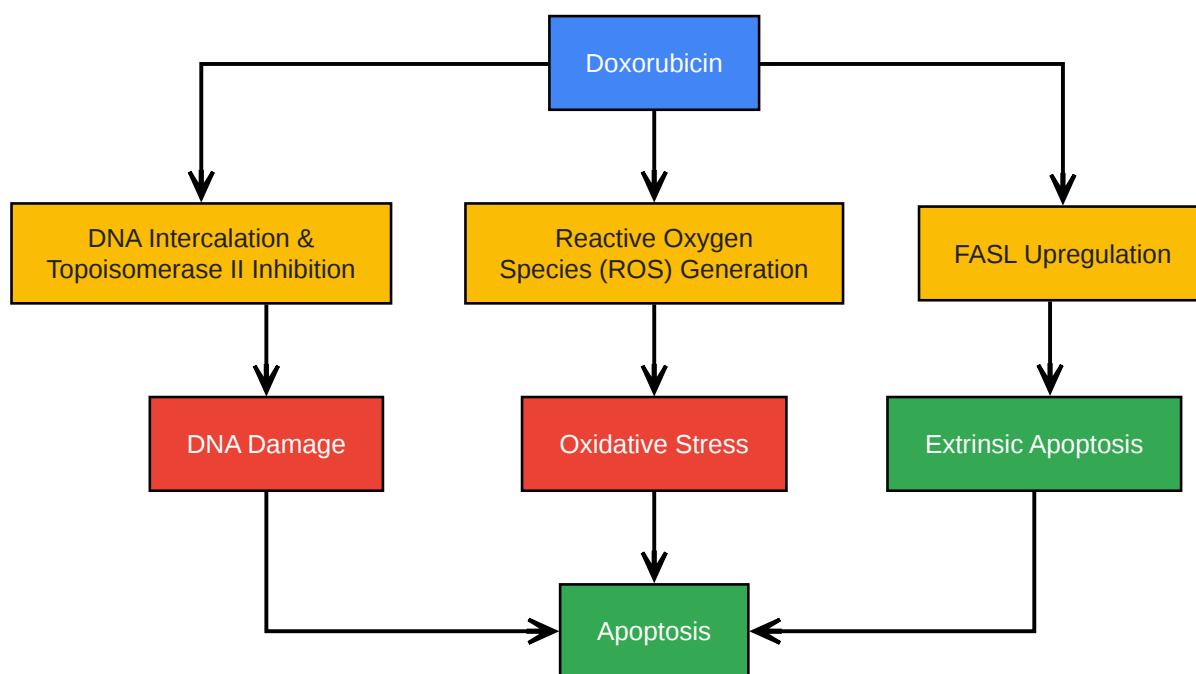 Doxorubicin
DNA Intercalation &
Topoisomerase II Inhibition
Reactive Oxygen
Species (ROS) Generation
FASL Upregulation
DNA Damage
Oxidative Stress
Extrinsic Apoptosis
Apoptosis